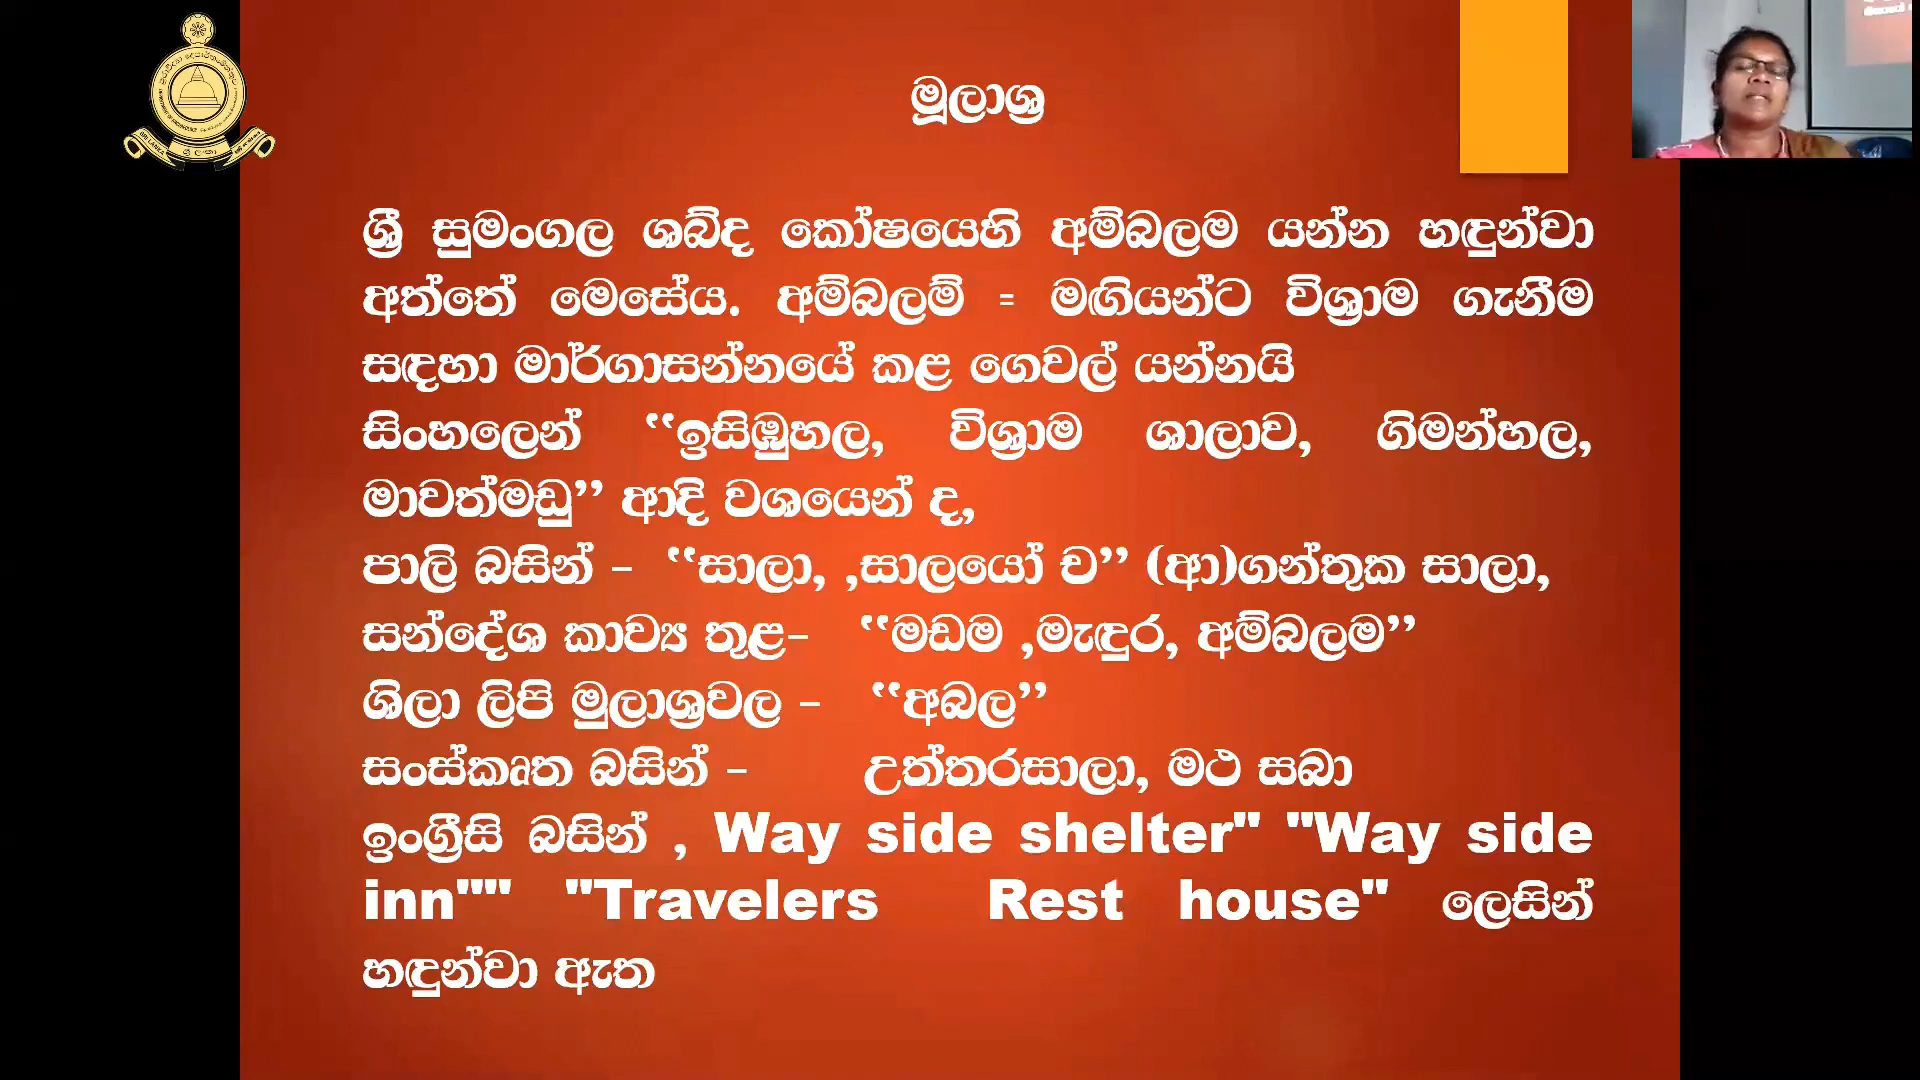 මූලාශ්‍ර
ශ්‍රී සුමංගල ශබ්ද කෝෂයෙහි අම්බලම යන්න හඳුන්වා
අත්තේ මෙසේය. අම්බලම් = මඟියන්ට විශ්‍රාම ගැනීම
සඳහා මාර්ගාසන්නයේ කළ ගෙවල් යන්නයි
සිංහලෙන් ‘‘ඉසිඹුහල, විශ්‍රාම ශාලාව, ගිමන්හල,
මාවත්මඩු’’ ආදි වශයෙන් ද,
පාලි බසින් - ‘‘සාලා, ,සාලයෝ ච’’ (ආ)ගන්තුක සාලා,
සන්දේශ කාව්‍ය තුළ- ‘‘මඩම ,මැඳුර, අම්බලම’’
ශිලා ලිපි මුලාශ්‍රවල - ‘‘අබල’’
සංස්කෘත බසින් - උත්තරසාලා, මඨ සබා
ඉංග්‍රීසි බසින් , Way side shelter" "Way side
inn"" "Travelers Rest house" ලෙසින්
හඳුන්වා ඇත
SRI LANKA
ශ්‍රී ලංකා